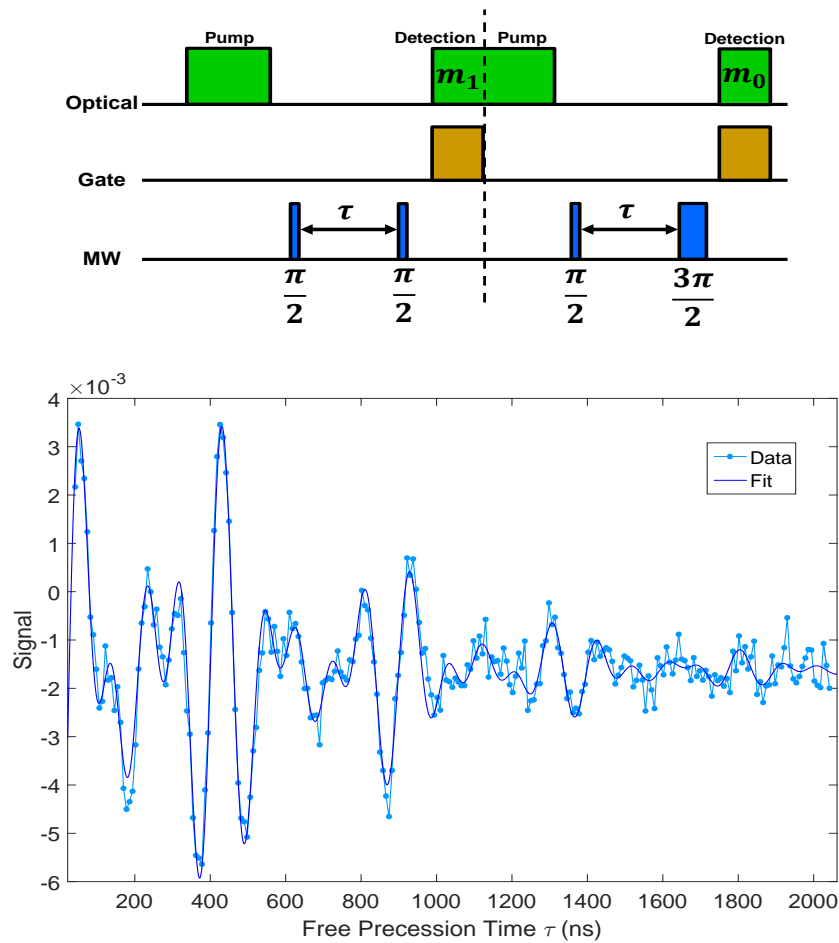 Pump Detection Pump Detection
Optical m₁ m₀
Gate
τ τ
MW
π/2 π/2 π/2 3π/2
×10⁻³
4
3
2
1
0
-1
-2
-3
-4
-5
-6
Signal
Data
Fit
200 400 600 800 1000 1200 1400 1600 1800 2000
Free Precession Time τ (ns)